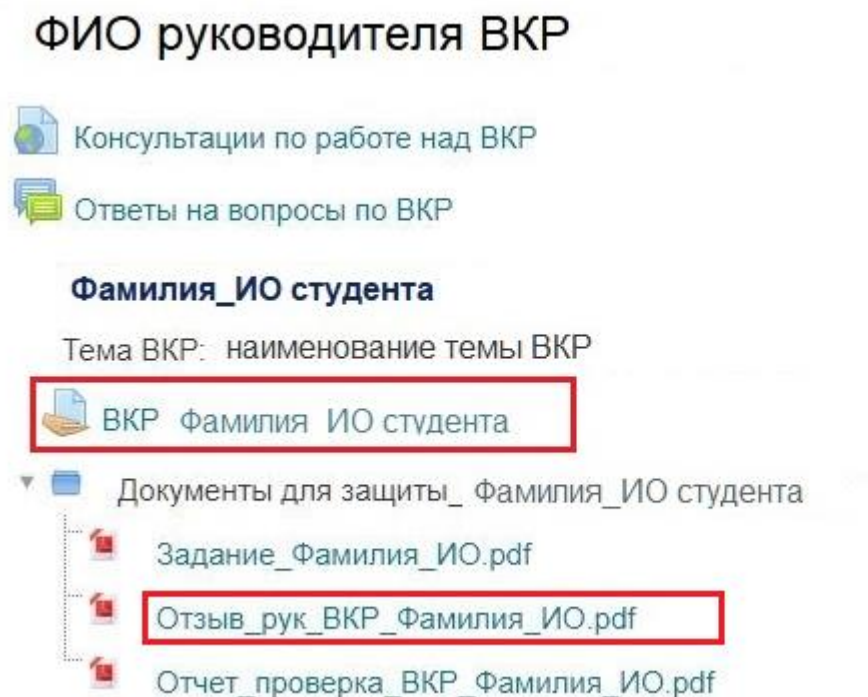 ФИО руководителя ВКР
Консультации по работе над ВКР
Ответы на вопросы по ВКР
Фамилия_ИО студента
Тема ВКР: наименование темы ВКР
ВКР Фамилия ИО студента
Документы для защиты_ Фамилия_ИО студента
Задание_Фамилия_ИО.pdf
Отзыв_рук_ВКР_Фамилия_ИО.pdf
Отчет_проверка_ВКР_Фамилия_ИО.pdf